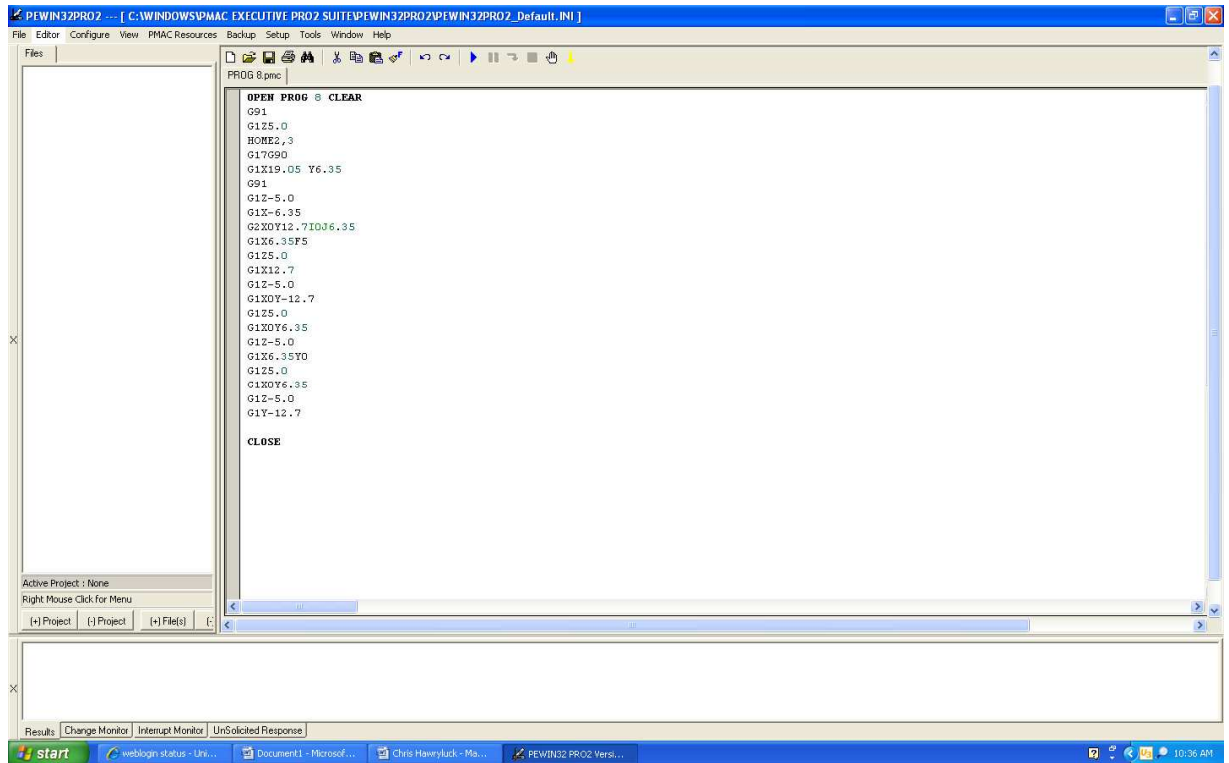 PEWIN32PRO2 --- [ C:\WINDOWS\PMAC EXECUTIVE PRO2 SUITE\PEWIN32PRO2\PEWIN32PRO2_Default.INI ]
File Editor Configure View PMAC Resources Backup Setup Tools Window Help
Files
PROG 8.pmc
OPEN PROG 8 CLEAR
G91
G1Z5.0
HOME2,3
G17G90
G1X19.05 Y6.35
G91
G1Z-5.0
G1X-6.35
G2X0Y12.7I0J6.35
G1X6.35F5
G1Z5.0
G1X12.7
G1Z-5.0
G1X0Y-12.7
G1Z5.0
G1X0Y6.35
G1Z-5.0
G1X6.35Y0
G1Z5.0
G1X0Y6.35
G1Z-5.0
G1Y-12.7
CLOSE
Active Project : None
Right Mouse Click for Menu
(+) Project (-) Project (+) File(s) (-
X
X
Results Change Monitor Interrupt Monitor UnSolicited Response
start weblogin status - Uni... Document1 - Microsof... Chris Hawryluck - Ma... PEWIN32 PRO2 Versi... 10:36 AM